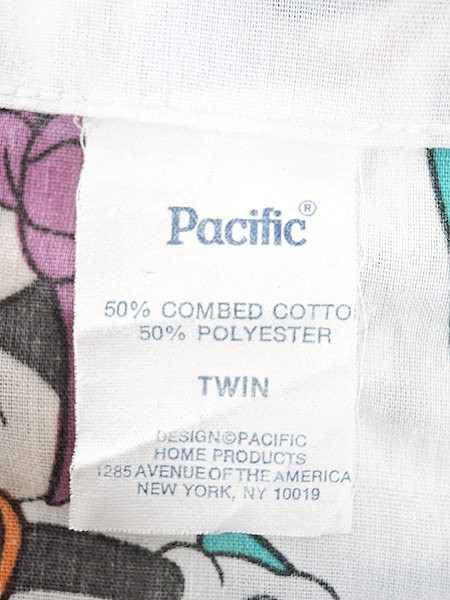 Pacific®
50% COMBED COTTO
50% POLYESTER
TWIN
DESIGN©PACIFIC
HOME PRODUCTS
1285 AVENUE OF THE AMERICA
NEW YORK, NY 10019